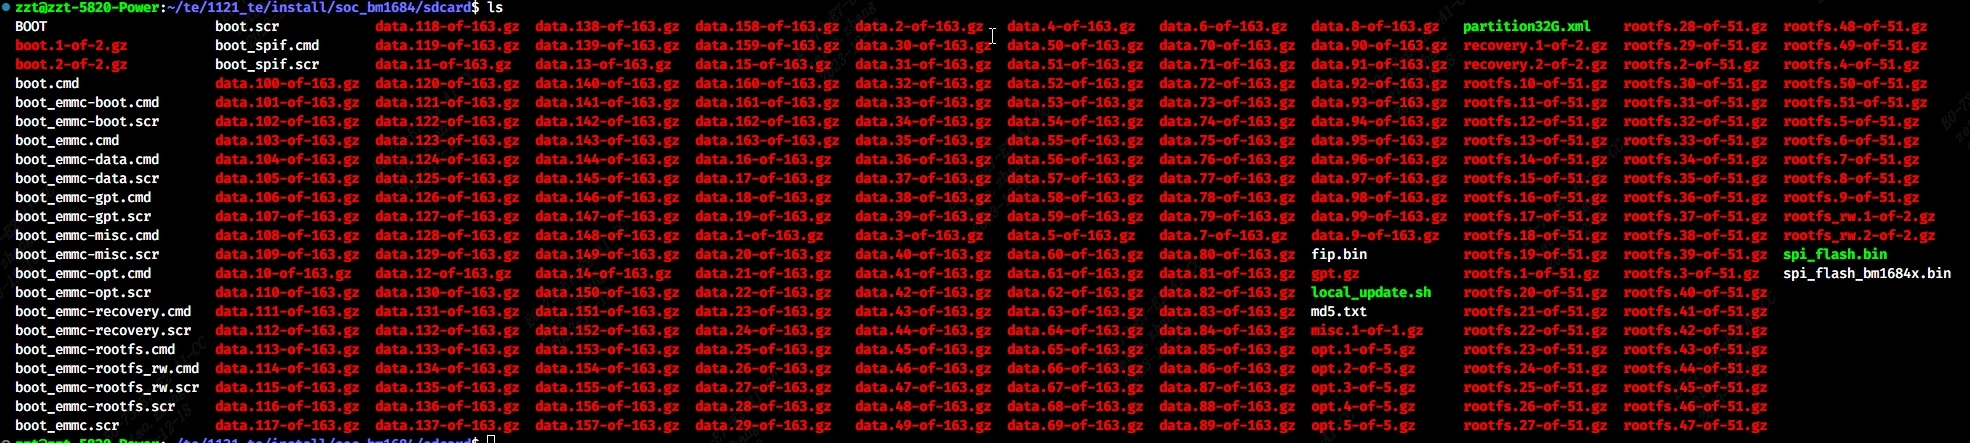 zzt@zzt-5820-Power:~/te/1121_te/install/soc_bm1684/sdcard$ ls
BOOT boot.scr data.118-of-163.gz data.138-of-163.gz data.158-of-163.gz data.2-of-163.gz data.4-of-163.gz data.6-of-163.gz data.8-of-163.gz partition32G.xml rootfs.28-of-51.gz rootfs.48-of-51.gz
boot.1-of-2.gz boot_spif.cmd data.119-of-163.gz data.139-of-163.gz data.159-of-163.gz data.30-of-163.gz data.50-of-163.gz data.70-of-163.gz data.90-of-163.gz recovery.1-of-2.gz rootfs.29-of-51.gz rootfs.49-of-51.gz
boot.2-of-2.gz boot_spif.scr data.11-of-163.gz data.13-of-163.gz data.15-of-163.gz data.31-of-163.gz data.51-of-163.gz data.71-of-163.gz data.91-of-163.gz recovery.2-of-2.gz rootfs.2-of-51.gz rootfs.4-of-51.gz
boot.cmd data.100-of-163.gz data.120-of-163.gz data.140-of-163.gz data.160-of-163.gz data.32-of-163.gz data.52-of-163.gz data.72-of-163.gz data.92-of-163.gz rootfs.10-of-51.gz rootfs.30-of-51.gz rootfs.50-of-51.gz
boot_emmc-boot.cmd data.101-of-163.gz data.121-of-163.gz data.141-of-163.gz data.161-of-163.gz data.33-of-163.gz data.53-of-163.gz data.73-of-163.gz data.93-of-163.gz rootfs.11-of-51.gz rootfs.31-of-51.gz rootfs.51-of-51.gz
boot_emmc-boot.scr data.102-of-163.gz data.122-of-163.gz data.142-of-163.gz data.162-of-163.gz data.34-of-163.gz data.54-of-163.gz data.74-of-163.gz data.94-of-163.gz rootfs.12-of-51.gz rootfs.32-of-51.gz rootfs.5-of-51.gz
boot_emmc.cmd data.103-of-163.gz data.123-of-163.gz data.143-of-163.gz data.163-of-163.gz data.35-of-163.gz data.55-of-163.gz data.75-of-163.gz data.95-of-163.gz rootfs.13-of-51.gz rootfs.33-of-51.gz rootfs.6-of-51.gz
boot_emmc-data.cmd data.104-of-163.gz data.124-of-163.gz data.144-of-163.gz data.16-of-163.gz data.36-of-163.gz data.56-of-163.gz data.76-of-163.gz data.96-of-163.gz rootfs.14-of-51.gz rootfs.34-of-51.gz rootfs.7-of-51.gz
boot_emmc-data.scr data.105-of-163.gz data.125-of-163.gz data.145-of-163.gz data.17-of-163.gz data.37-of-163.gz data.57-of-163.gz data.77-of-163.gz data.97-of-163.gz rootfs.15-of-51.gz rootfs.35-of-51.gz rootfs.8-of-51.gz
boot_emmc-gpt.cmd data.106-of-163.gz data.126-of-163.gz data.146-of-163.gz data.18-of-163.gz data.38-of-163.gz data.58-of-163.gz data.78-of-163.gz data.98-of-163.gz rootfs.16-of-51.gz rootfs.36-of-51.gz rootfs.9-of-51.gz
boot_emmc-gpt.scr data.107-of-163.gz data.127-of-163.gz data.147-of-163.gz data.19-of-163.gz data.39-of-163.gz data.59-of-163.gz data.79-of-163.gz data.99-of-163.gz rootfs.17-of-51.gz rootfs.37-of-51.gz rootfs_rw.1-of-2.gz
boot_emmc-misc.cmd data.108-of-163.gz data.128-of-163.gz data.148-of-163.gz data.1-of-163.gz data.3-of-163.gz data.5-of-163.gz data.7-of-163.gz data.9-of-163.gz rootfs.18-of-51.gz rootfs.38-of-51.gz rootfs_rw.2-of-2.gz
boot_emmc-misc.scr data.109-of-163.gz data.129-of-163.gz data.149-of-163.gz data.20-of-163.gz data.40-of-163.gz data.60-of-163.gz data.80-of-163.gz fip.bin rootfs.19-of-51.gz rootfs.39-of-51.gz spi_flash.bin
boot_emmc-opt.cmd data.10-of-163.gz data.12-of-163.gz data.14-of-163.gz data.21-of-163.gz data.41-of-163.gz data.61-of-163.gz data.81-of-163.gz gpt.gz rootfs.1-of-51.gz rootfs.3-of-51.gz spi_flash_bm1684x.bin
boot_emmc-opt.scr data.110-of-163.gz data.130-of-163.gz data.150-of-163.gz data.22-of-163.gz data.42-of-163.gz data.62-of-163.gz data.82-of-163.gz local_update.sh rootfs.20-of-51.gz rootfs.40-of-51.gz
boot_emmc-recovery.cmd data.111-of-163.gz data.131-of-163.gz data.151-of-163.gz data.23-of-163.gz data.43-of-163.gz data.63-of-163.gz data.83-of-163.gz md5.txt rootfs.21-of-51.gz rootfs.41-of-51.gz
boot_emmc-recovery.scr data.112-of-163.gz data.132-of-163.gz data.152-of-163.gz data.24-of-163.gz data.44-of-163.gz data.64-of-163.gz data.84-of-163.gz misc.1-of-1.gz rootfs.22-of-51.gz rootfs.42-of-51.gz
boot_emmc-rootfs.cmd data.113-of-163.gz data.133-of-163.gz data.153-of-163.gz data.25-of-163.gz data.45-of-163.gz data.65-of-163.gz data.85-of-163.gz opt.1-of-5.gz rootfs.23-of-51.gz rootfs.43-of-51.gz
boot_emmc-rootfs_rw.cmd data.114-of-163.gz data.134-of-163.gz data.154-of-163.gz data.26-of-163.gz data.46-of-163.gz data.66-of-163.gz data.86-of-163.gz opt.2-of-5.gz rootfs.24-of-51.gz rootfs.44-of-51.gz
boot_emmc-rootfs_rw.scr data.115-of-163.gz data.135-of-163.gz data.155-of-163.gz data.27-of-163.gz data.47-of-163.gz data.67-of-163.gz data.87-of-163.gz opt.3-of-5.gz rootfs.25-of-51.gz rootfs.45-of-51.gz
boot_emmc-rootfs.scr data.116-of-163.gz data.136-of-163.gz data.156-of-163.gz data.28-of-163.gz data.48-of-163.gz data.68-of-163.gz data.88-of-163.gz opt.4-of-5.gz rootfs.26-of-51.gz rootfs.46-of-51.gz
boot_emmc.scr data.117-of-163.gz data.137-of-163.gz data.157-of-163.gz data.29-of-163.gz data.49-of-163.gz data.69-of-163.gz data.89-of-163.gz opt.5-of-5.gz rootfs.27-of-51.gz rootfs.47-of-51.gz
zzt@zzt-5820-Power:~/te/1121_te/install/soc_bm1684/sdcard$